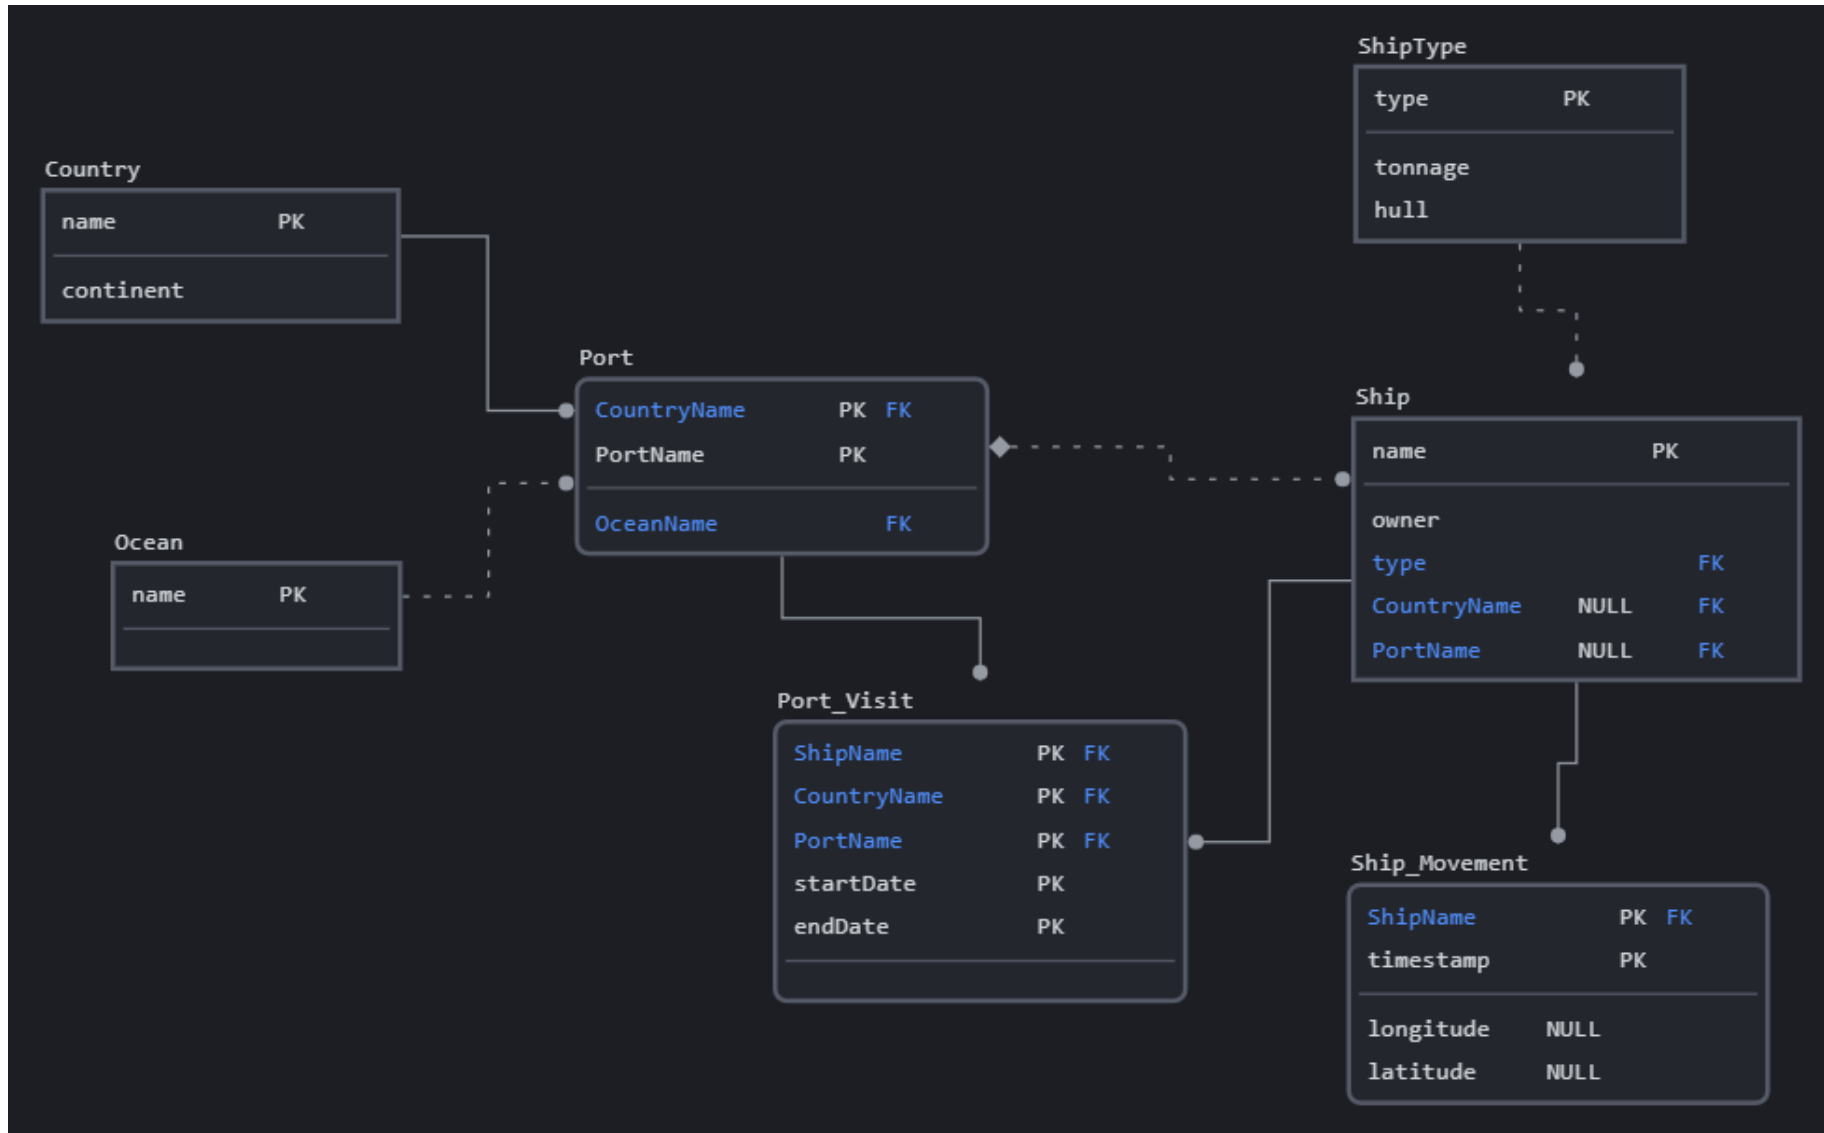 ShipType
type PK
tonnage
hull
Country
name PK
continent
Port
CountryName PK FK
PortName PK
OceanName FK
Ship
name PK
owner
type FK
CountryName NULL FK
PortName NULL FK
Ocean
name PK
Port_Visit
ShipName PK FK
CountryName PK FK
PortName PK FK
startDate PK
endDate PK
Ship_Movement
ShipName PK FK
timestamp PK
longitude NULL
latitude NULL